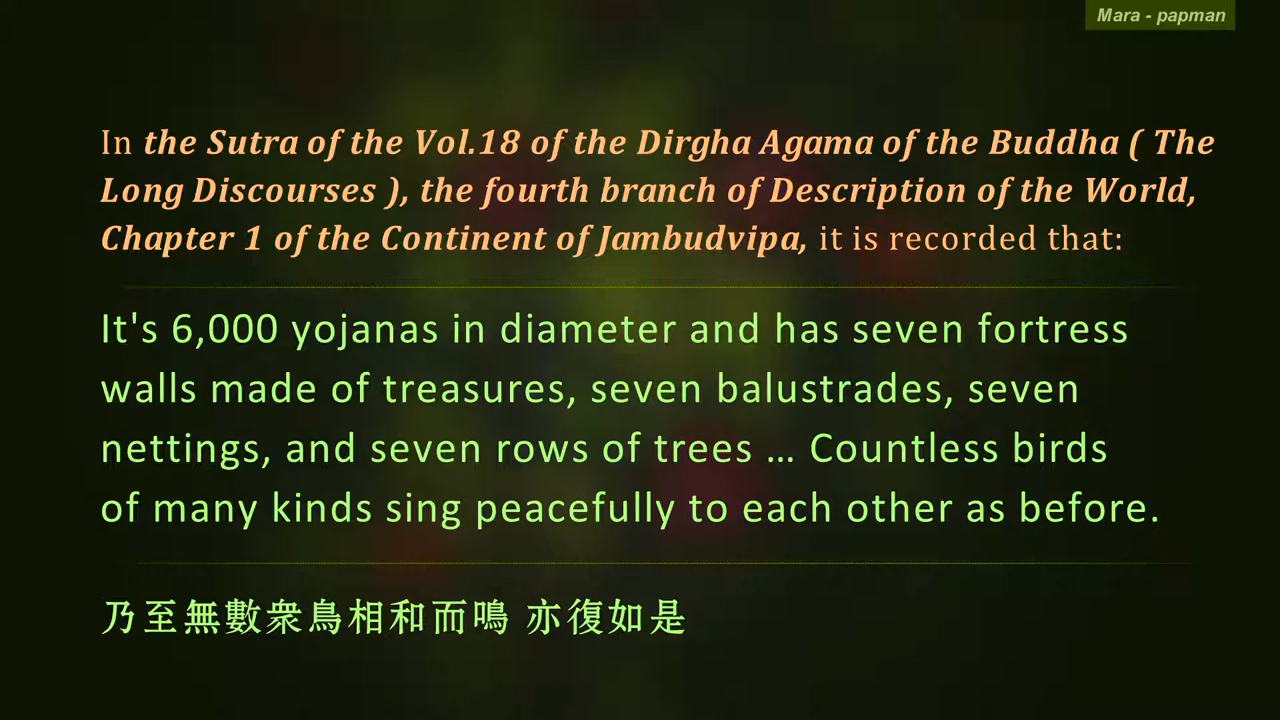 Mara - papman
In the Sutra of the Vol.18 of the Dirgha Agama of the Buddha ( The
Long Discourses ), the fourth branch of Description of the World,
Chapter 1 of the Continent of Jambudvipa, it is recorded that:
It's 6,000 yojanas in diameter and has seven fortress
walls made of treasures, seven balustrades, seven
nettings, and seven rows of trees ... Countless birds
of many kinds sing peacefully to each other as before.
乃至無數衆鳥相和而鳴 亦復如是